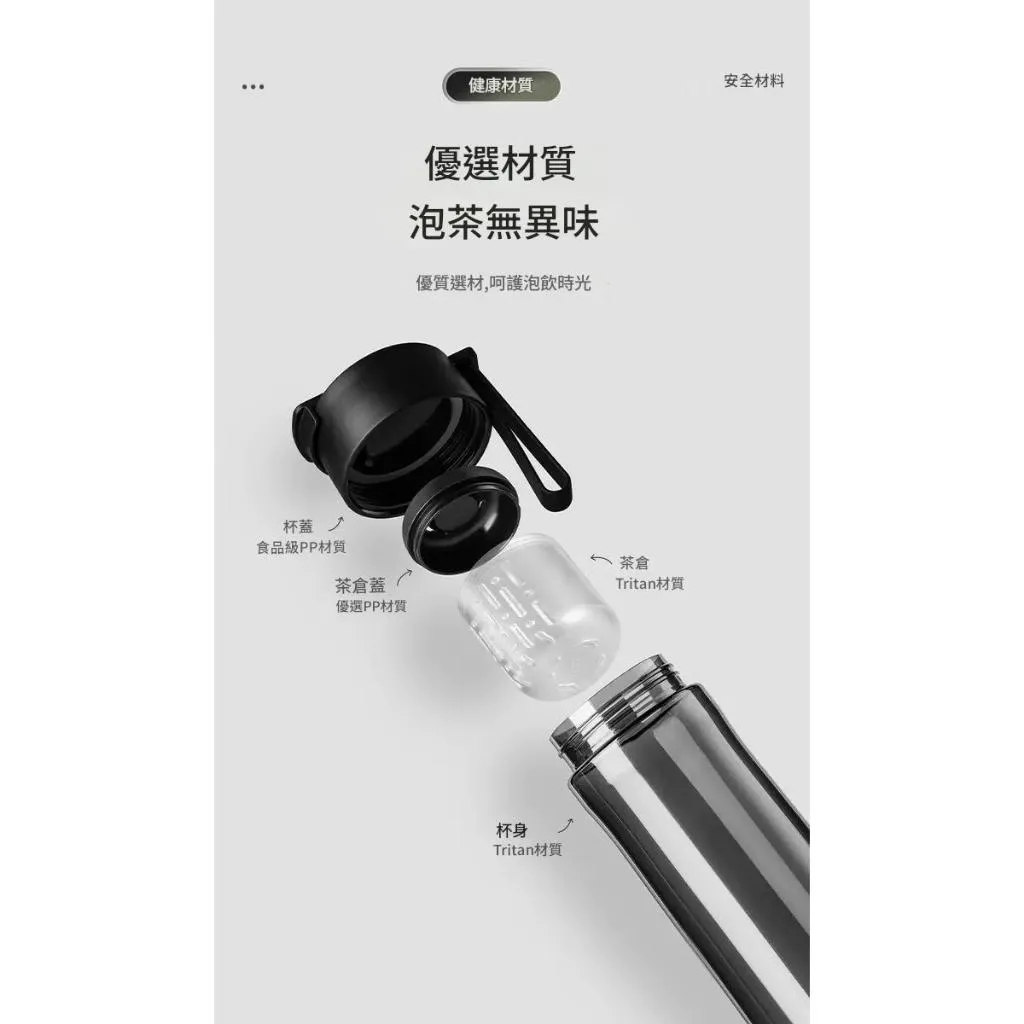 健康材質
安全材料
優選材質
泡茶無異味
優質選材,呵護泡飲時光
杯蓋
食品級PP材質
茶倉蓋
優選PP材質
茶倉
Tritan材質
杯身
Tritan材質